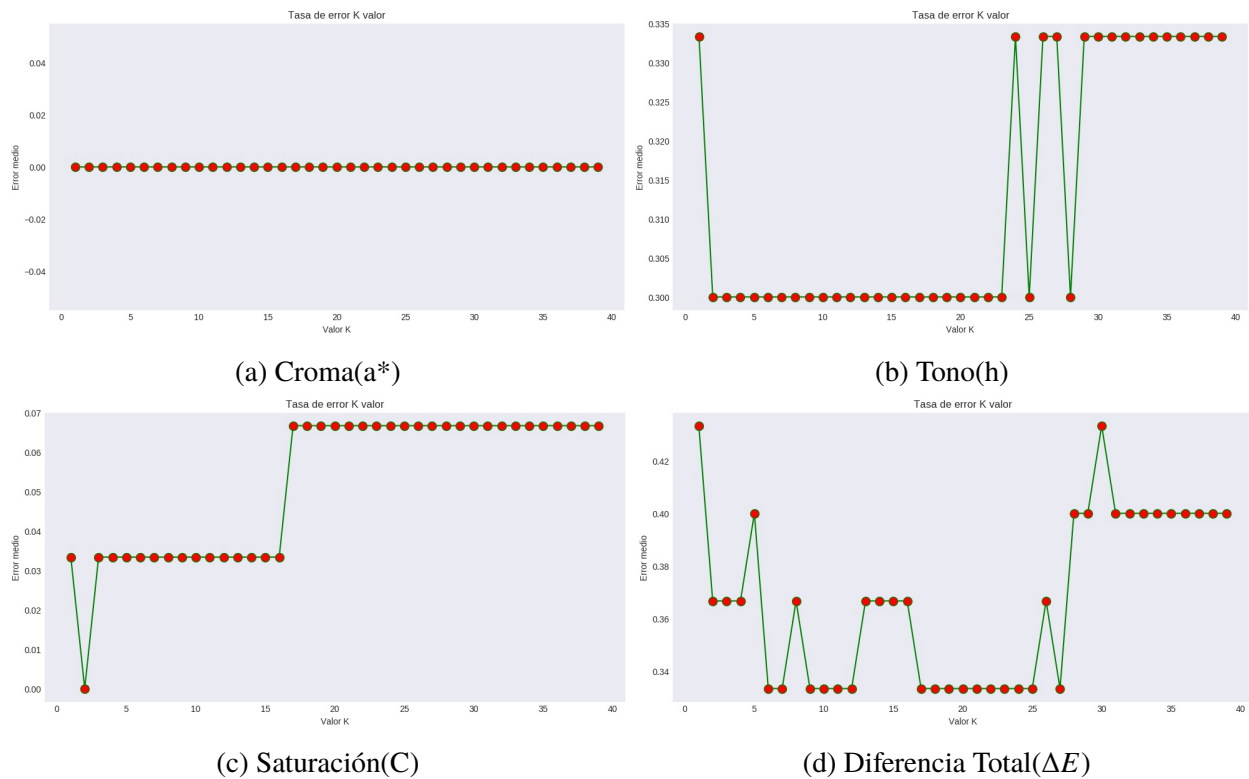 Tasa de error K valor
0.04
0.02
0.00
−0.02
−0.04
Error medio
0 5 10 15 20 25 30 35 40
Valor K
(a) Croma(a*)
Tasa de error K valor
0.335
0.330
0.325
0.320
0.315
0.310
0.305
0.300
Error medio
0 5 10 15 20 25 30 35 40
Valor K
(b) Tono(h)
Tasa de error K valor
0.07
0.06
0.05
0.04
0.03
0.02
0.01
0.00
Error medio
0 5 10 15 20 25 30 35 40
Valor K
(c) Saturación(C)
Tasa de error K valor
0.42
0.40
0.38
0.36
0.34
Error medio
0 5 10 15 20 25 30 35 40
Valor K
(d) Diferencia Total(ΔE)